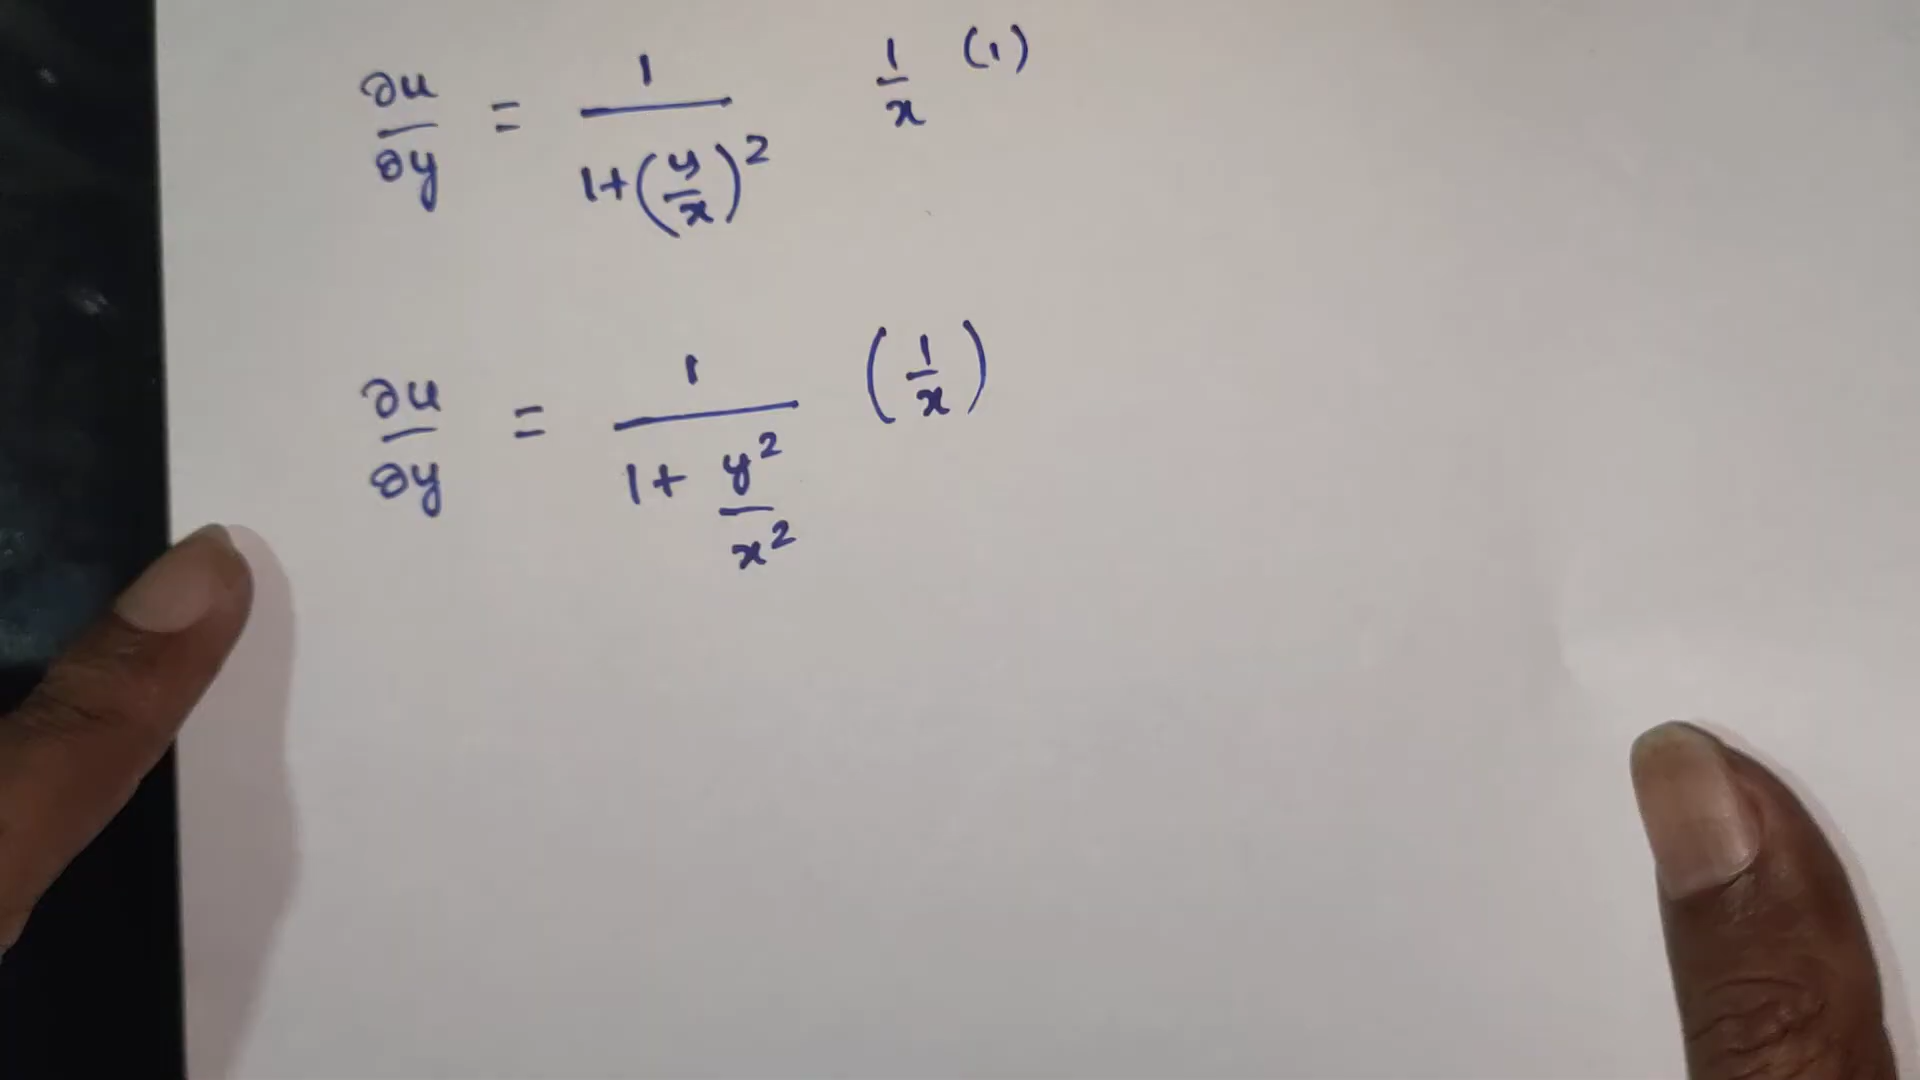 ∂u/∂y = 1/(1+(y/x)²) 1/x (1)
∂u/∂y = 1/(1+ y²/x²) (1/x)